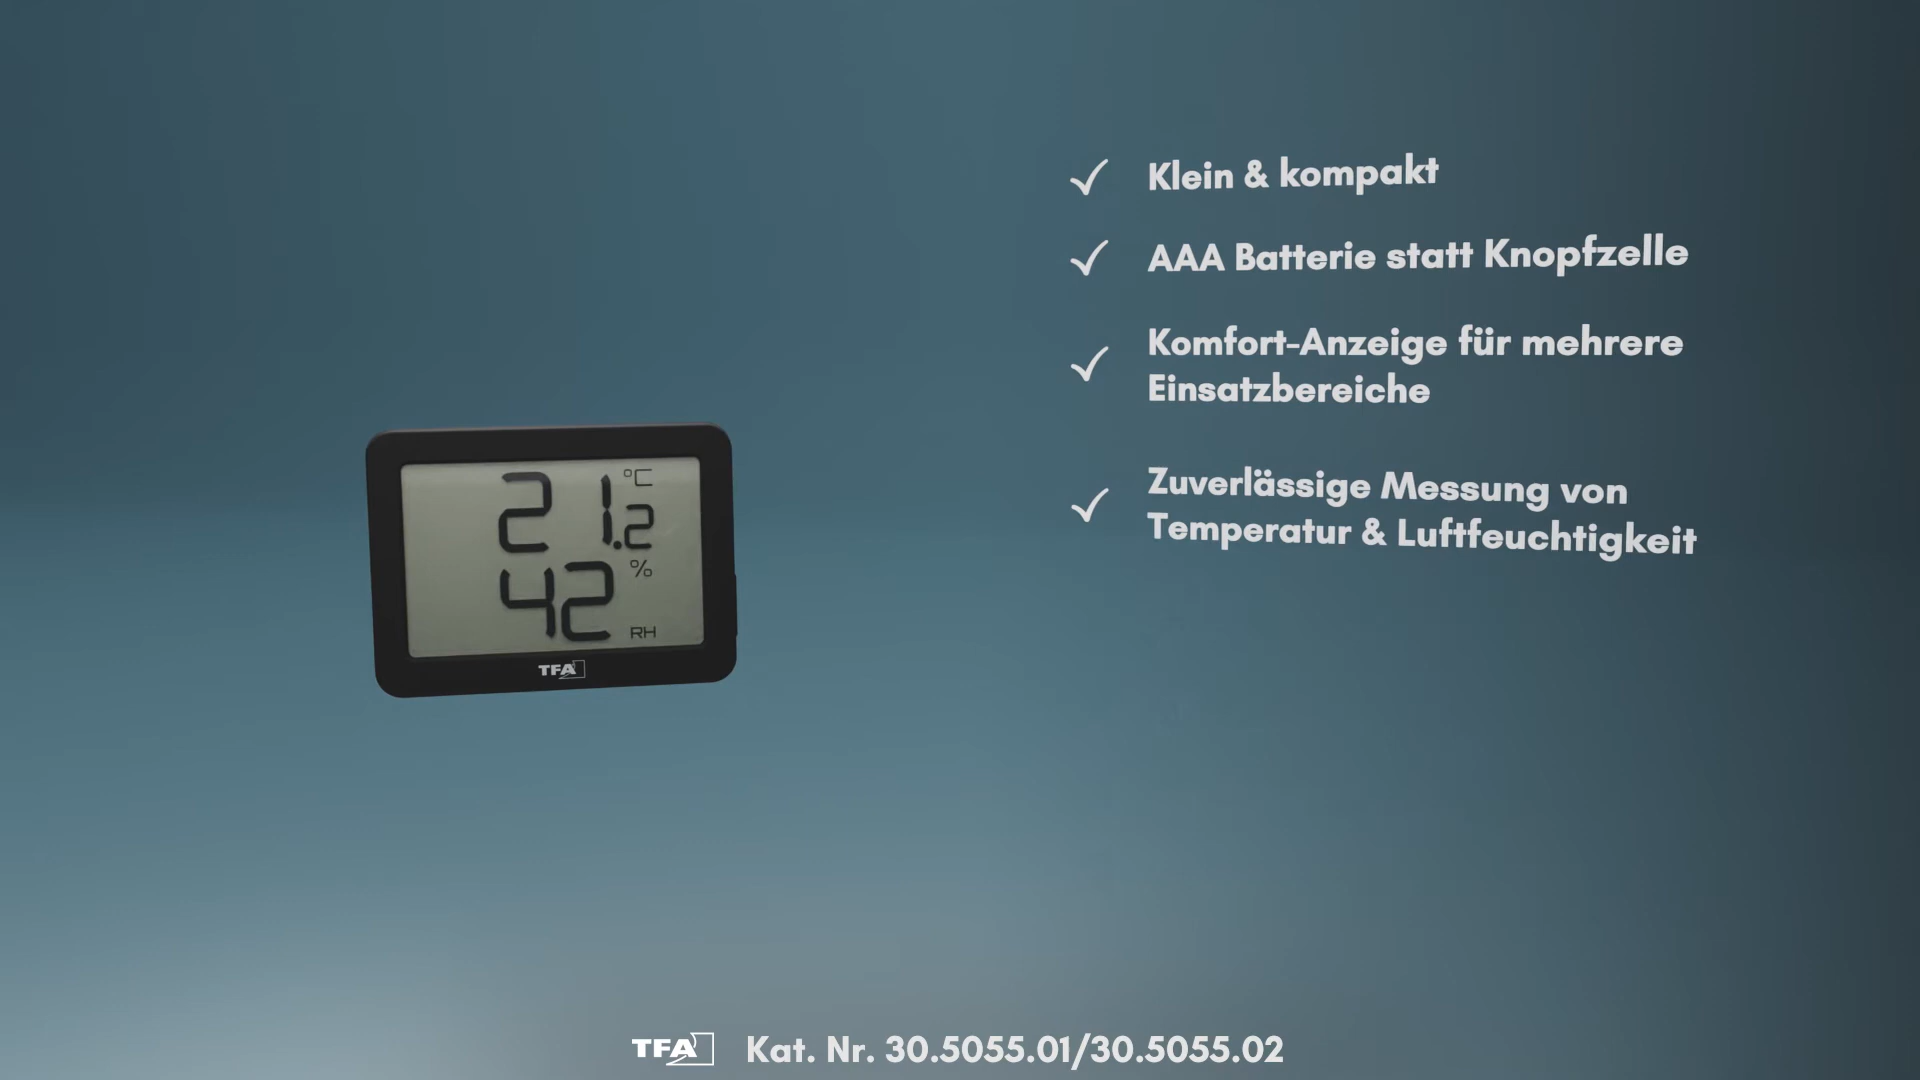 Klein & kompakt
AAA Batterie statt Knopfzelle
Komfort-Anzeige für mehrere
Einsatzbereiche
Zuverlässige Messung von
Temperatur & Luftfeuchtigkeit
21.2 °C
42 %
RH
TFA
TFA Kat. Nr. 30.5055.01/30.5055.02